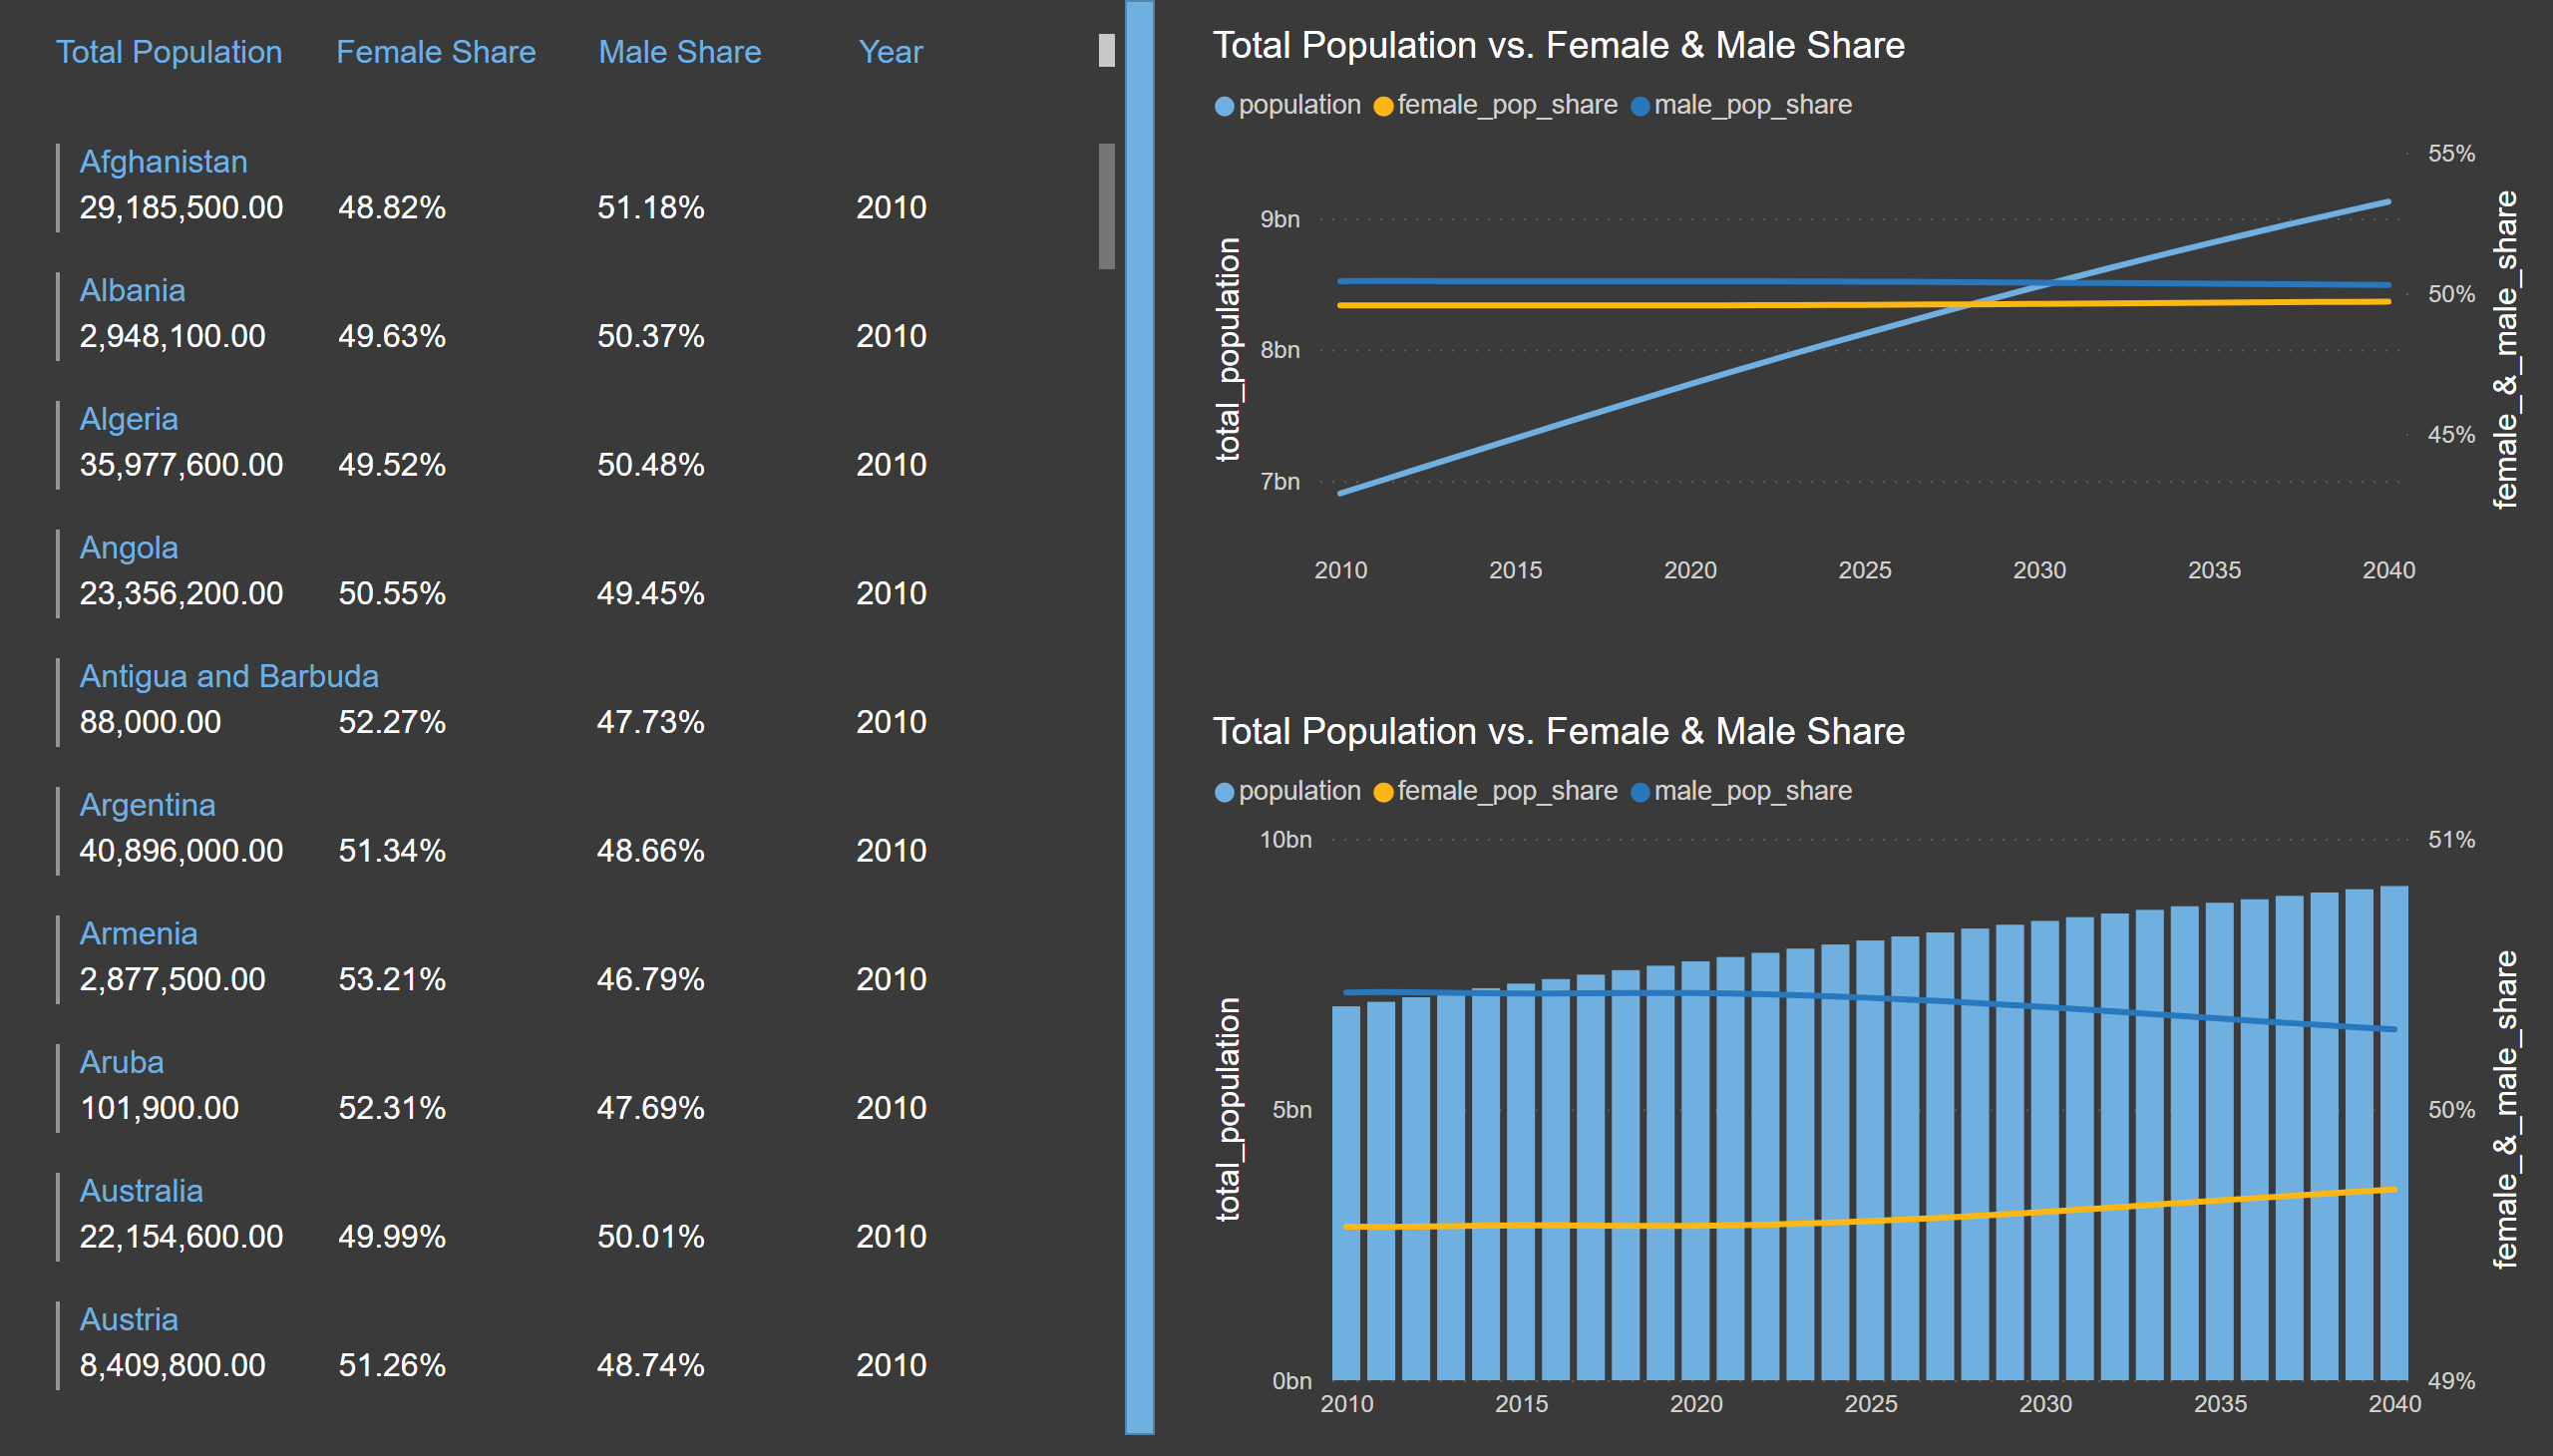 Total Population Female Share Male Share Year
Afghanistan
29,185,500.00 48.82% 51.18% 2010
Albania
2,948,100.00 49.63% 50.37% 2010
Algeria
35,977,600.00 49.52% 50.48% 2010
Angola
23,356,200.00 50.55% 49.45% 2010
Antigua and Barbuda
88,000.00 52.27% 47.73% 2010
Argentina
40,896,000.00 51.34% 48.66% 2010
Armenia
2,877,500.00 53.21% 46.79% 2010
Aruba
101,900.00 52.31% 47.69% 2010
Australia
22,154,600.00 49.99% 50.01% 2010
Austria
8,409,800.00 51.26% 48.74% 2010
Total Population vs. Female & Male Share
population female_pop_share male_pop_share
total_population
9bn
8bn
7bn
55%
50%
45%
female_&_male_share
2010 2015 2020 2025 2030 2035 2040
Total Population vs. Female & Male Share
population female_pop_share male_pop_share
total_population
10bn
5bn
0bn
51%
50%
49%
female_&_male_share
2010 2015 2020 2025 2030 2035 2040